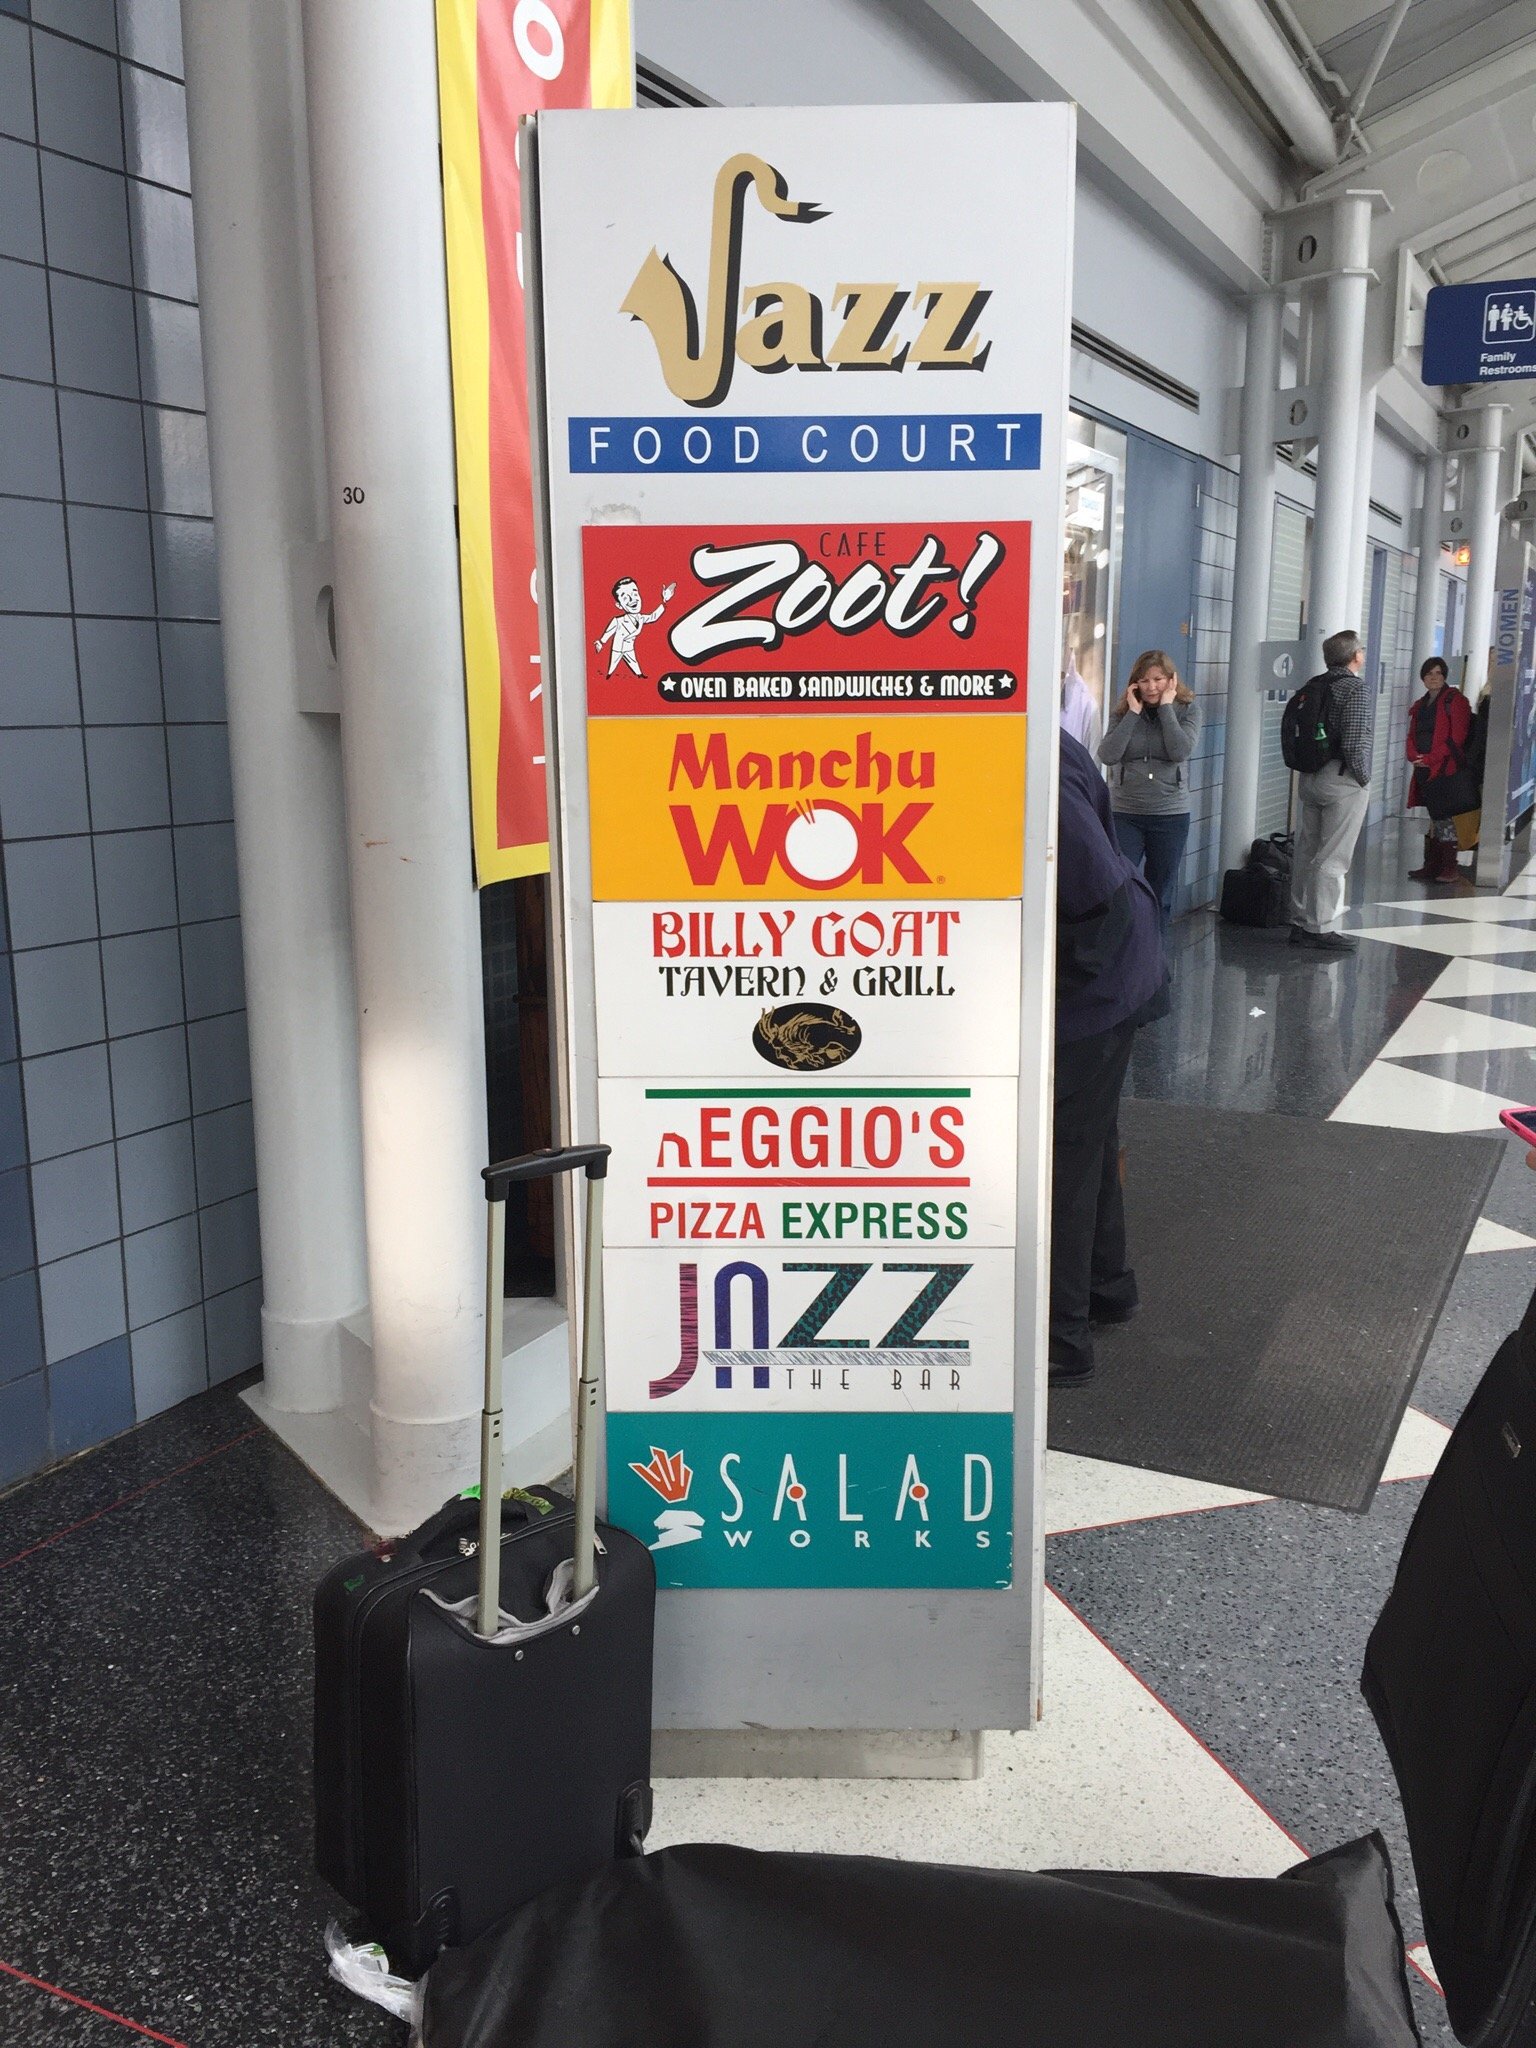 Jazz
FOOD COURT
CAFE
Zoot!
★ OVEN BAKED SANDWICHES & MORE ★
Manchu
WOK®
BILLY GOAT
TAVERN & GRILL
nEGGIO'S
PIZZA EXPRESS
JAZZ
THE BAR
SALAD
WORKS
30
Family
Restrooms
WOMEN